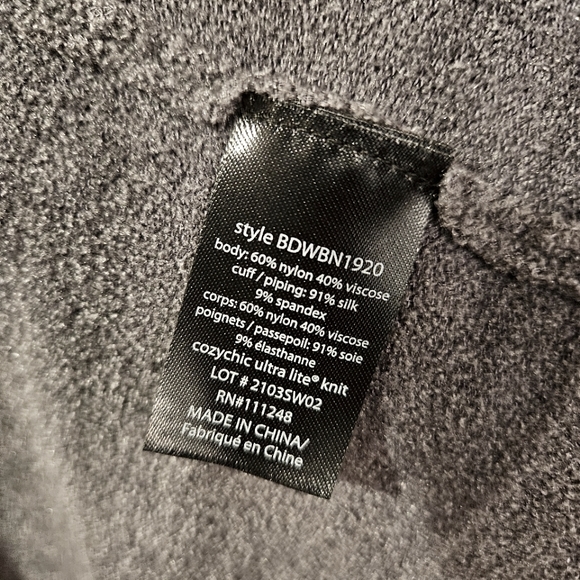 style BDWBN1920
body: 60% nylon 40% viscose
cuff / piping: 91% silk
9% spandex
corps: 60% nylon 40% viscose
poignets / passepoil: 91% soie
9% élasthanne
cozychic ultra lite® knit
LOT # 2103SW02
RN#111248
MADE IN CHINA/
Fabriqué en Chine